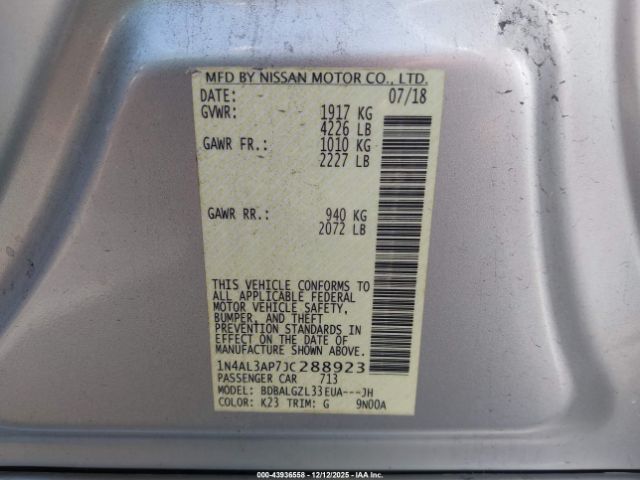 MFD BY NISSAN MOTOR CO., LTD.
DATE: 07/18
GVWR: 1917 KG
4226 LB
GAWR FR.: 1010 KG
2227 LB
GAWR RR.: 940 KG
2072 LB
THIS VEHICLE CONFORMS TO
ALL APPLICABLE FEDERAL
MOTOR VEHICLE SAFETY,
BUMPER, AND THEFT
PREVENTION STANDARDS IN
EFFECT ON THE DATE OF
MANUFACTURE SHOWN ABOVE.
1N4AL3AP7JC288923
PASSENGER CAR 713
MODEL: BDBALGZL33EUA---JH
COLOR: K23 TRIM: G 9N00A
000-43936558 - 12/12/2025 - IAA Inc.